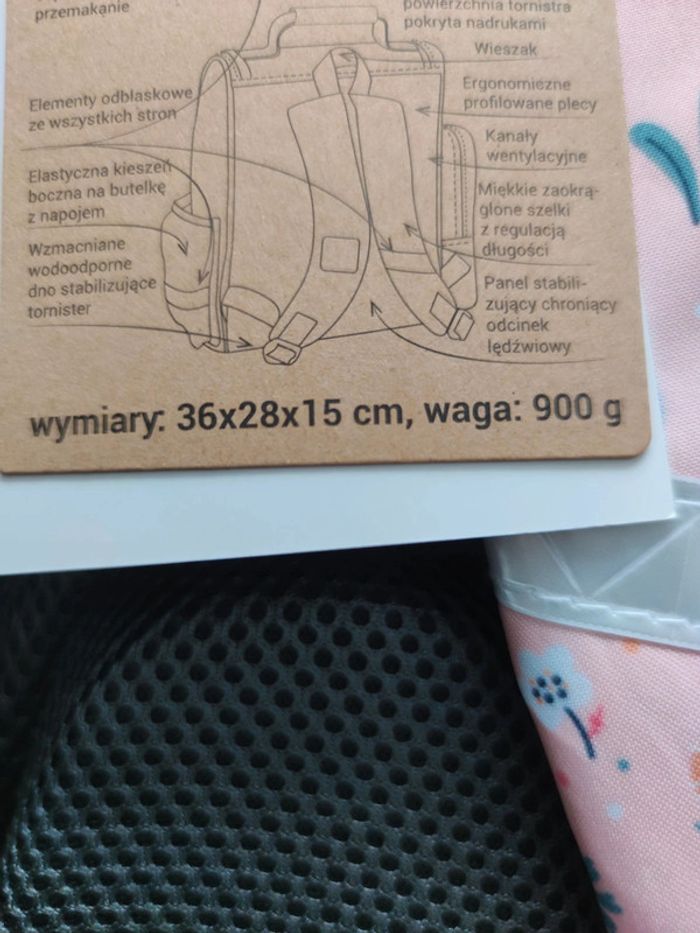 przemakanie
powierzchnia tornistra
pokryta nadrukami
Wieszak
Elementy odblaskowe
ze wszystkich stron
Ergonomiczne
profilowane plecy
Kanały
wentylacyjne
Elastyczna kieszeń
boczna na butelkę
z napojem
Miękkie zaokrą-
glone szelki
z regulacją
długości
Wzmacniane
wodoodporne
dno stabilizujące
tornister
Panel stabili-
zujący chroniący
odcinek
lędźwiowy
wymiary: 36x28x15 cm, waga: 900 g